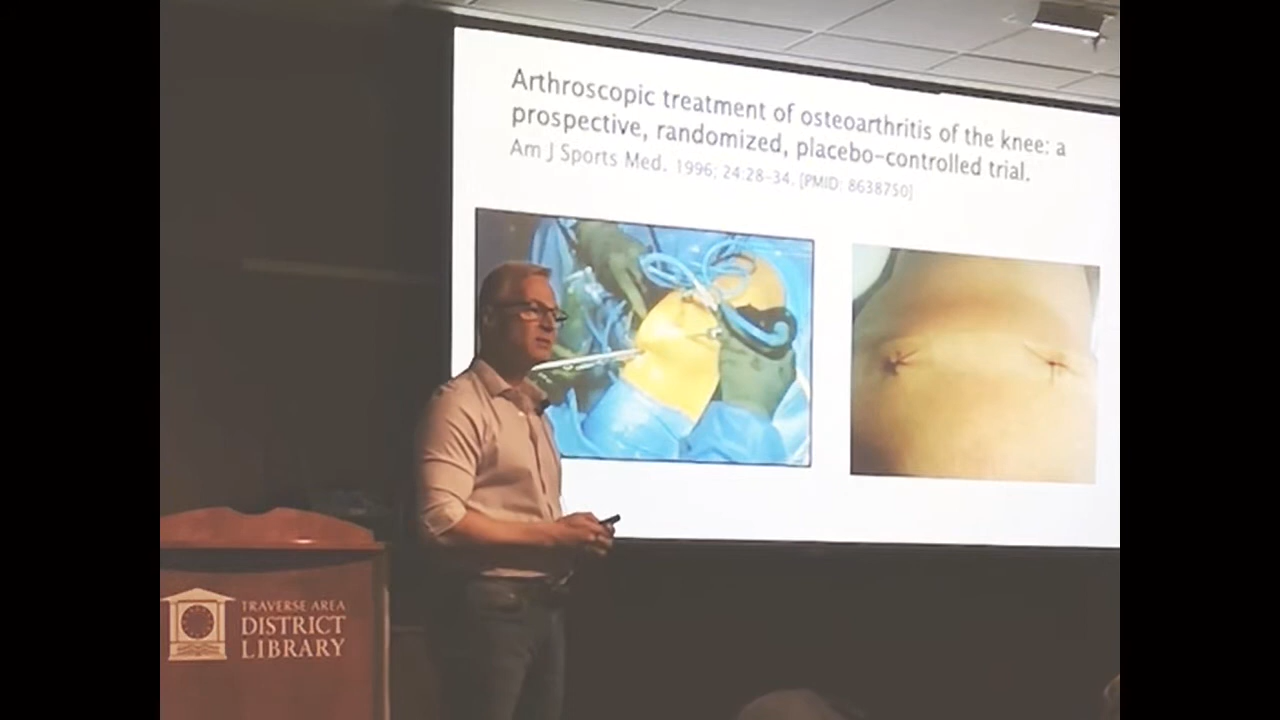 Arthroscopic treatment of osteoarthritis of the knee: a
prospective, randomized, placebo-controlled trial.
Am J Sports Med. 1996; 24:28-34. [PMID: 8638750]
TRAVERSE AREA
DISTRICT
LIBRARY